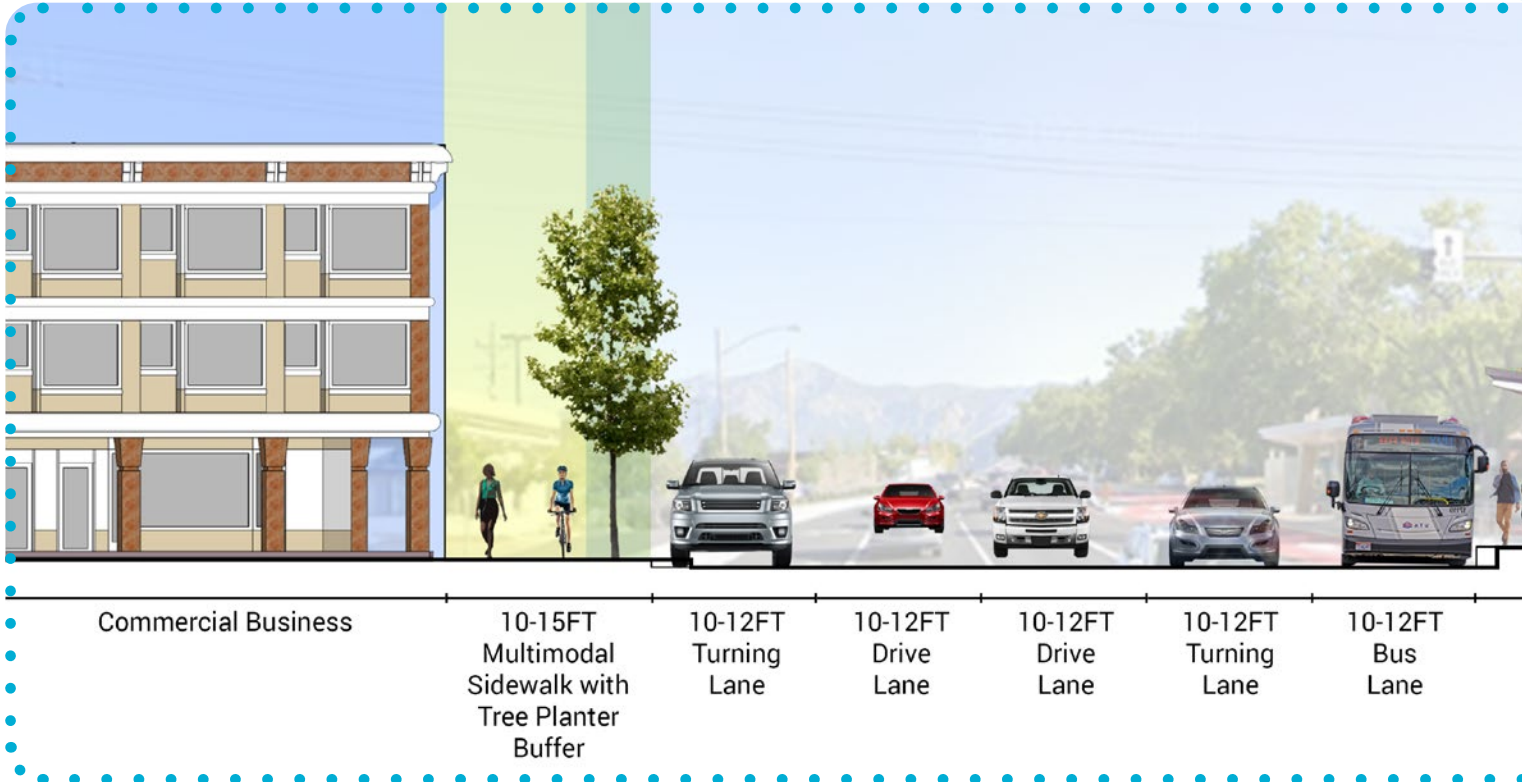 Commercial Business
10-15FT
Multimodal
Sidewalk with
Tree Planter
Buffer
10-12FT
Turning
Lane
10-12FT
Drive
Lane
10-12FT
Drive
Lane
10-12FT
Turning
Lane
10-12FT
Bus
Lane